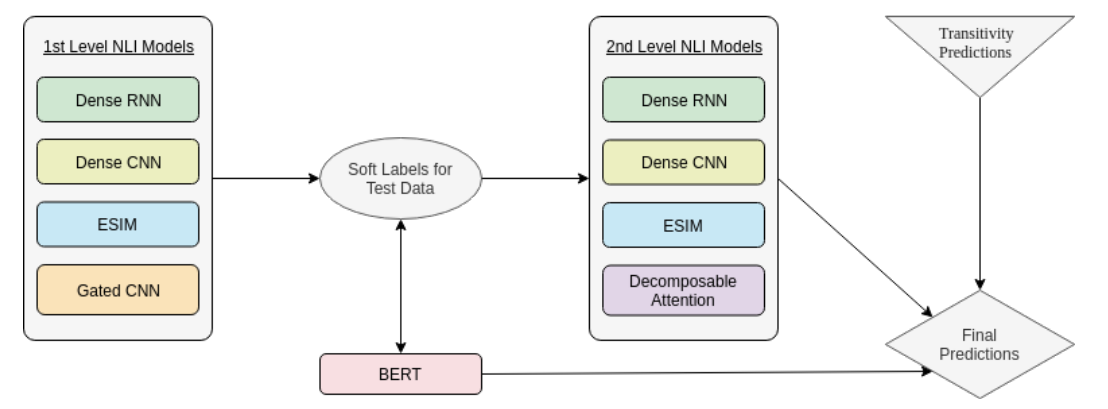 1st Level NLI Models
Dense RNN
Dense CNN
ESIM
Gated CNN
Soft Labels for
Test Data
BERT
2nd Level NLI Models
Dense RNN
Dense CNN
ESIM
Decomposable
Attention
Transitivity
Predictions
Final
Predictions